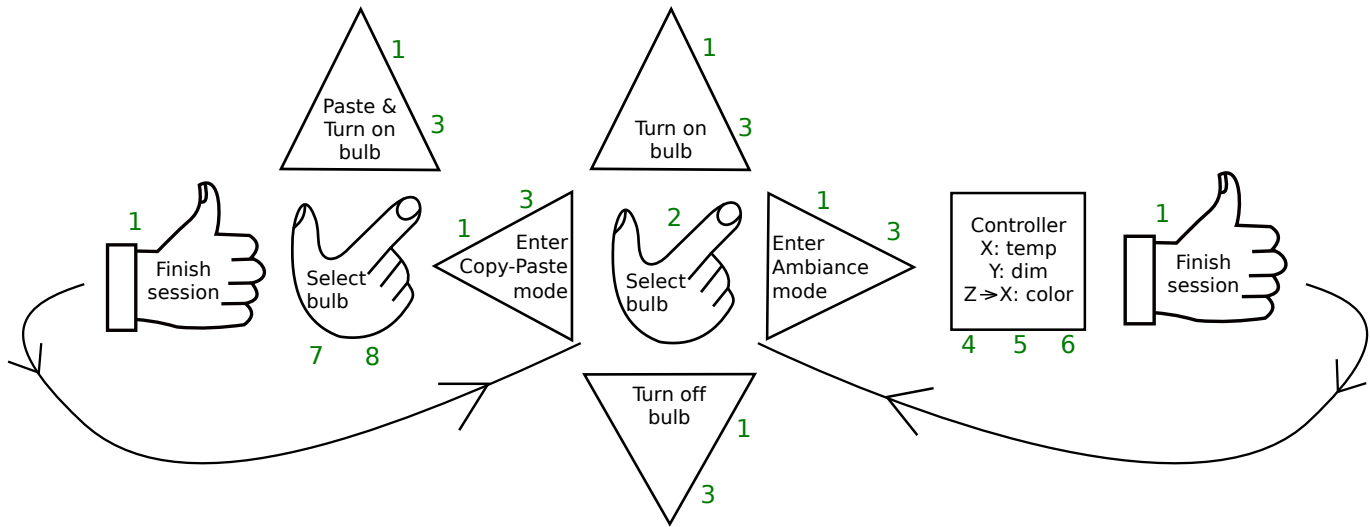 1
3
Paste &
Turn on
bulb
1
3
Turn on
bulb
1
Finish
session
Select
bulb
7 8
1
3
Enter
Copy-Paste
mode
2
Select
bulb
1
3
Enter
Ambiance
mode
Controller
X: temp
Y: dim
Z→X: color
4 5 6
1
Finish
session
Turn off
bulb
1
3